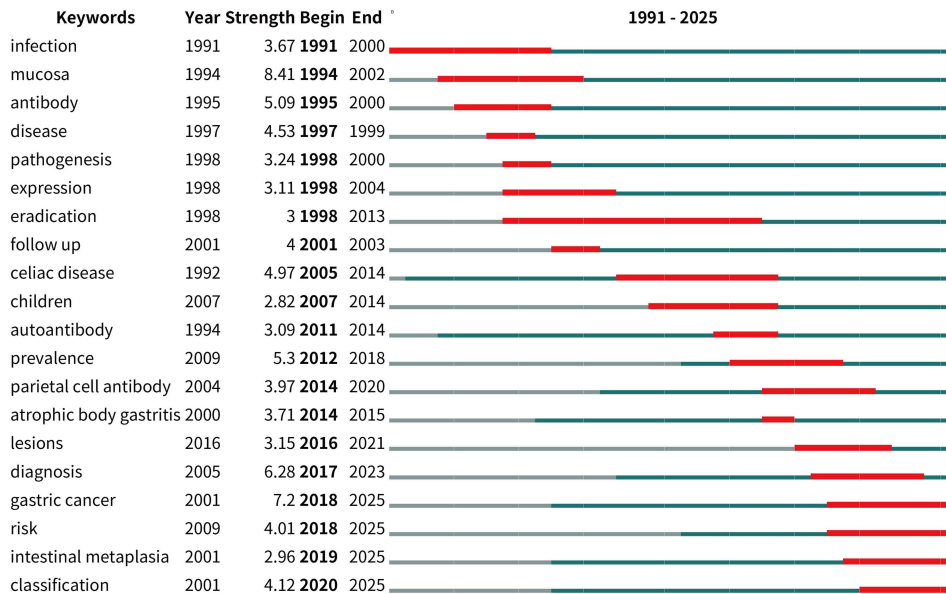 Keywords Year Strength Begin End 1991 - 2025
infection 1991 3.67 1991 2000
mucosa 1994 8.41 1994 2002
antibody 1995 5.09 1995 2000
disease 1997 4.53 1997 1999
pathogenesis 1998 3.24 1998 2000
expression 1998 3.11 1998 2004
eradication 1998 3 1998 2013
follow up 2001 4 2001 2003
celiac disease 1992 4.97 2005 2014
children 2007 2.82 2007 2014
autoantibody 1994 3.09 2011 2014
prevalence 2009 5.3 2012 2018
parietal cell antibody 2004 3.97 2014 2020
atrophic body gastritis 2000 3.71 2014 2015
lesions 2016 3.15 2016 2021
diagnosis 2005 6.28 2017 2023
gastric cancer 2001 7.2 2018 2025
risk 2009 4.01 2018 2025
intestinal metaplasia 2001 2.96 2019 2025
classification 2001 4.12 2020 2025